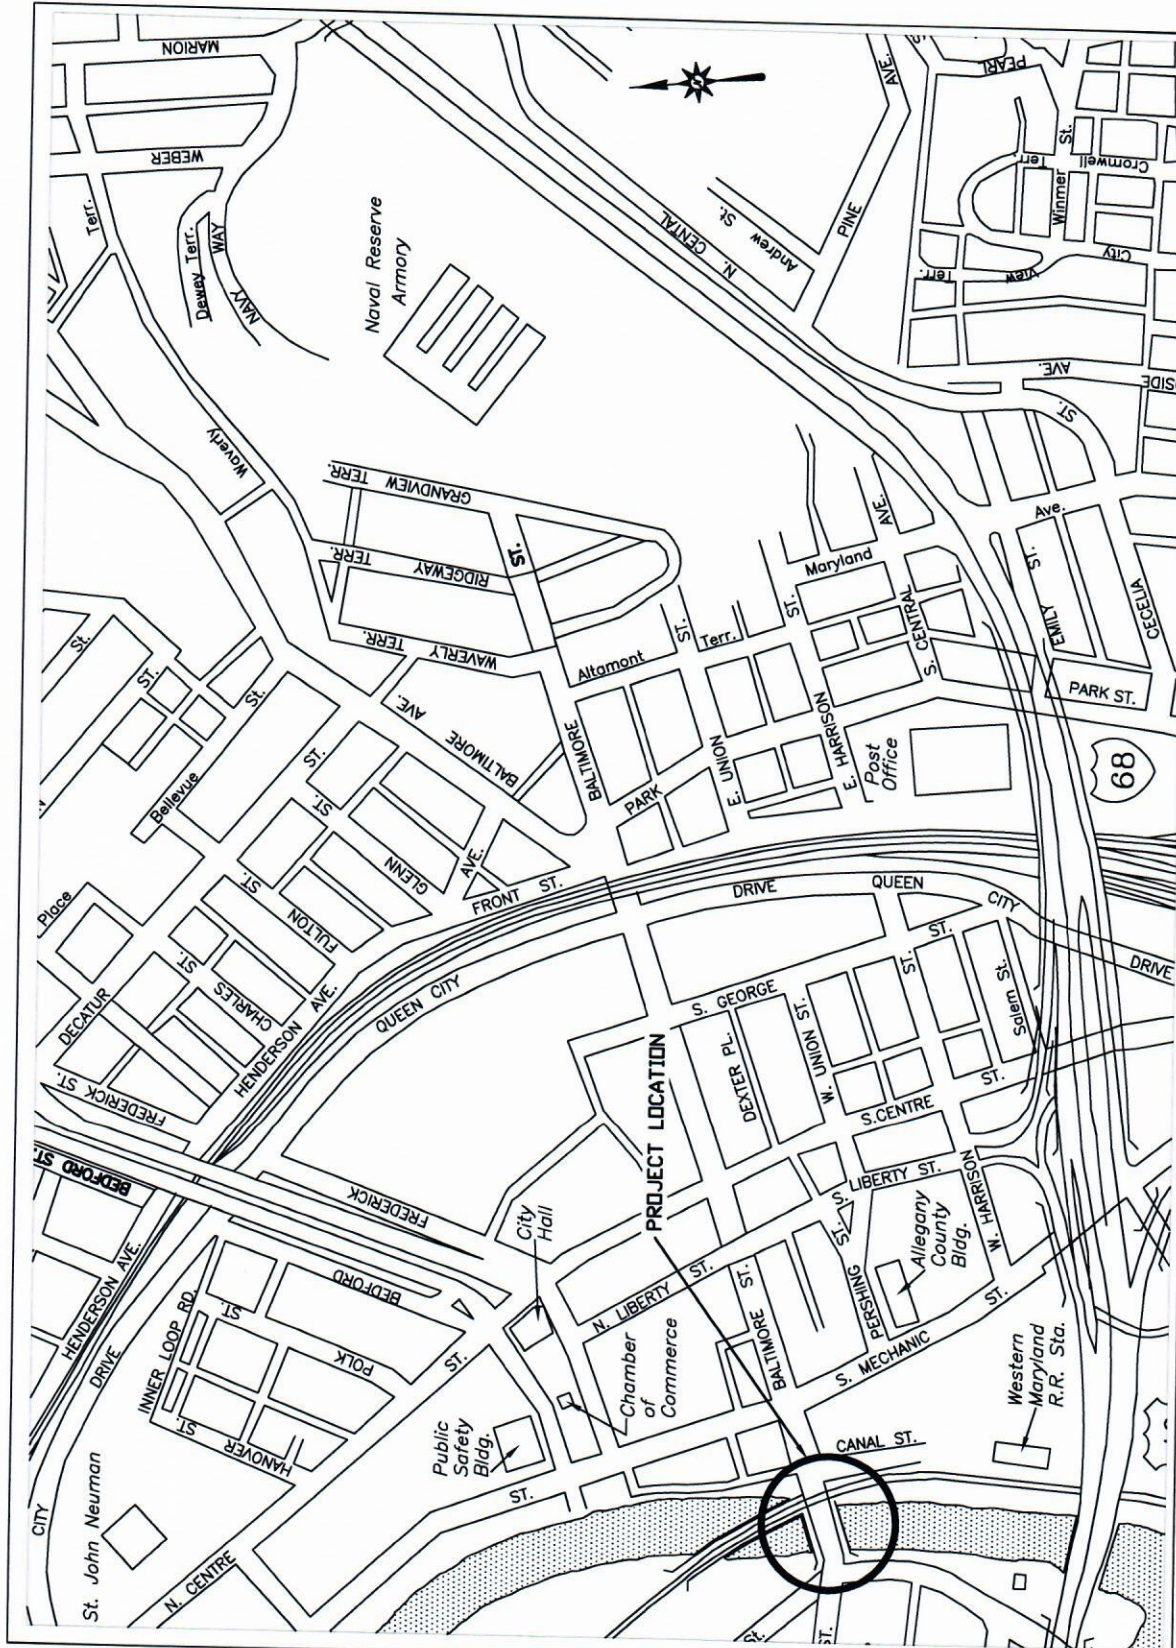 MARION
WEBER
Terr.
Dewey Terr.
NAVY
WAY
Naval Reserve
Armory
N. CENTAL
Andrew
St.
PINE
AVE.
PEARL
Terr.
Cromwell
St.
Winmer
City
View
Terr.
AVE.
SIDE
ST.
Waverly
GRANDVIEW TERR.
RIDGEWAY TERR.
WAVERLY TERR.
BALTIMORE
ST.
BALTIMORE
AVE.
Altamont
Terr.
ST.
E. UNION
ST.
E. HARRISON
Maryland
AVE.
S. CENTRAL
Ave.
EMILY ST.
CECELIA
PARK ST.
PARK
Post
Office
68
St.
ST.
Bellevue
St.
ST.
ST.
GLENN
AVE.
FULTON
ST.
CHARLES
ST.
Place
DECATUR
FREDERICK ST.
HENDERSON AVE.
FRONT ST.
QUEEN CITY
DRIVE
QUEEN
CITY
DRIVE
S. GEORGE
ST.
Salem St.
DEXTER PL.
W. UNION ST.
ST.
S.CENTRE
ST.
PROJECT LOCATION
S. LIBERTY ST.
W. HARRISON
Allegany
County
Bldg.
PERSHING
ST.
BALTIMORE
ST.
N. LIBERTY ST.
S. MECHANIC
ST.
BEDFORD ST.
FREDERICK
BEDFORD
City
Hall
HENDERSON AVE.
DRIVE
CITY
INNER LOOP RD.
ST.
POLK
HANOVER
ST.
ST.
Public
Safety
Bldg.
Chamber
of
Commerce
St. John Neuman
N. CENTRE
ST.
CANAL ST.
Western
Maryland
R.R. Sta.
St.
ST.